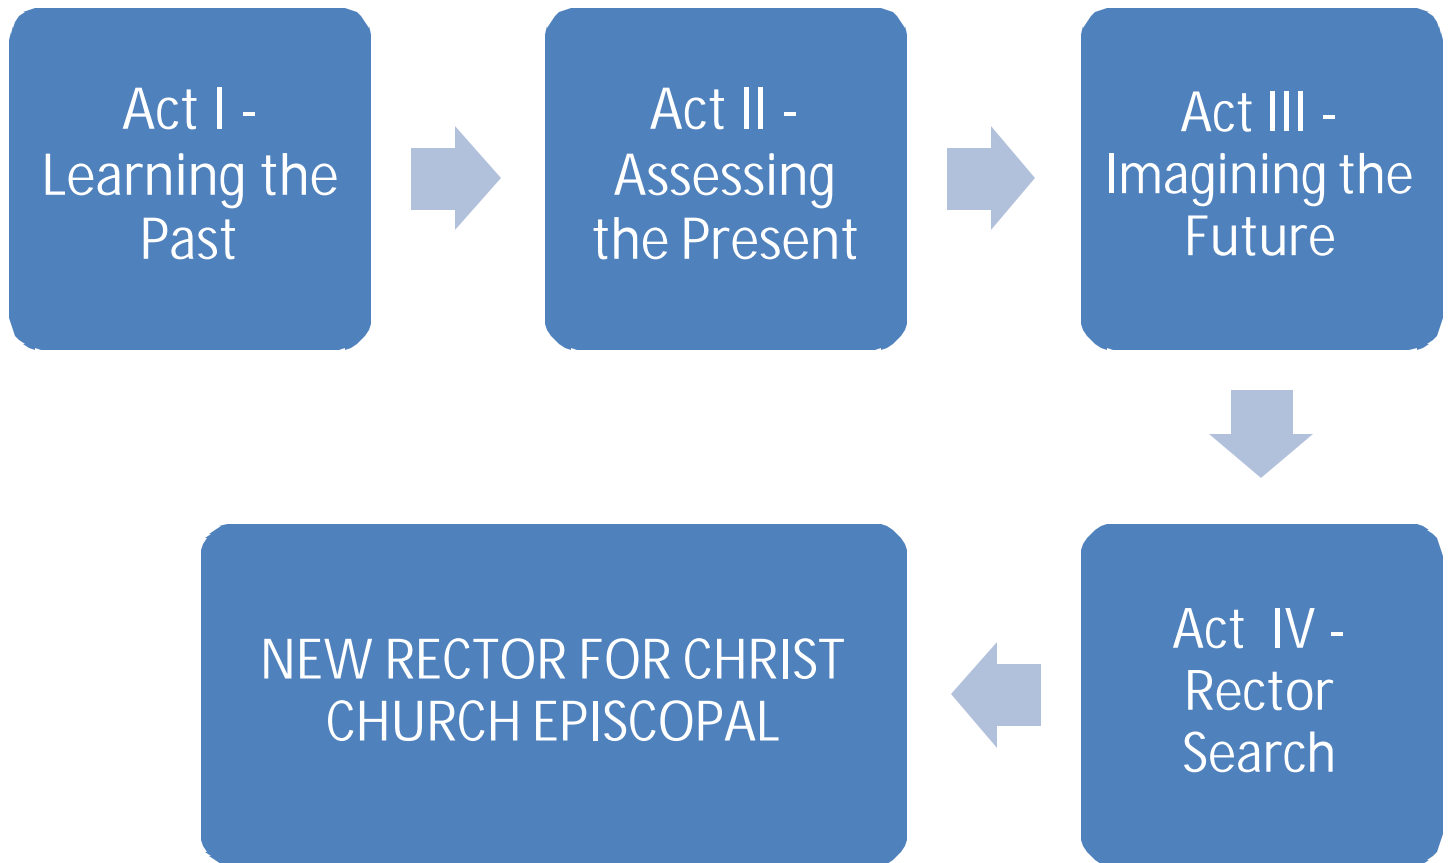 Act I -
Learning the
Past
Act II -
Assessing
the Present
Act III -
Imagining the
Future
Act IV -
Rector
Search
NEW RECTOR FOR CHRIST
CHURCH EPISCOPAL